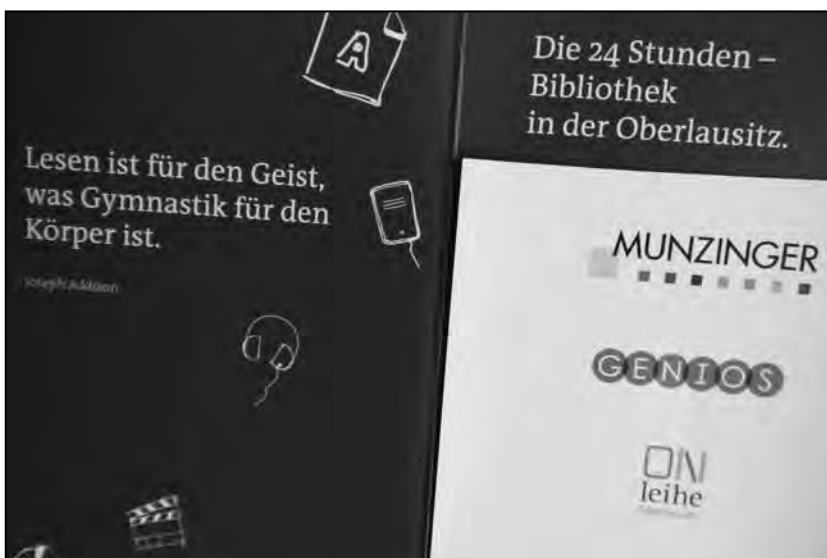 A
Lesen ist für den Geist,
was Gymnastik für den
Körper ist.
Joseph Addison
Die 24 Stunden –
Bibliothek
in der Oberlausitz.
MUNZINGER
GENIOS
ON
leihe